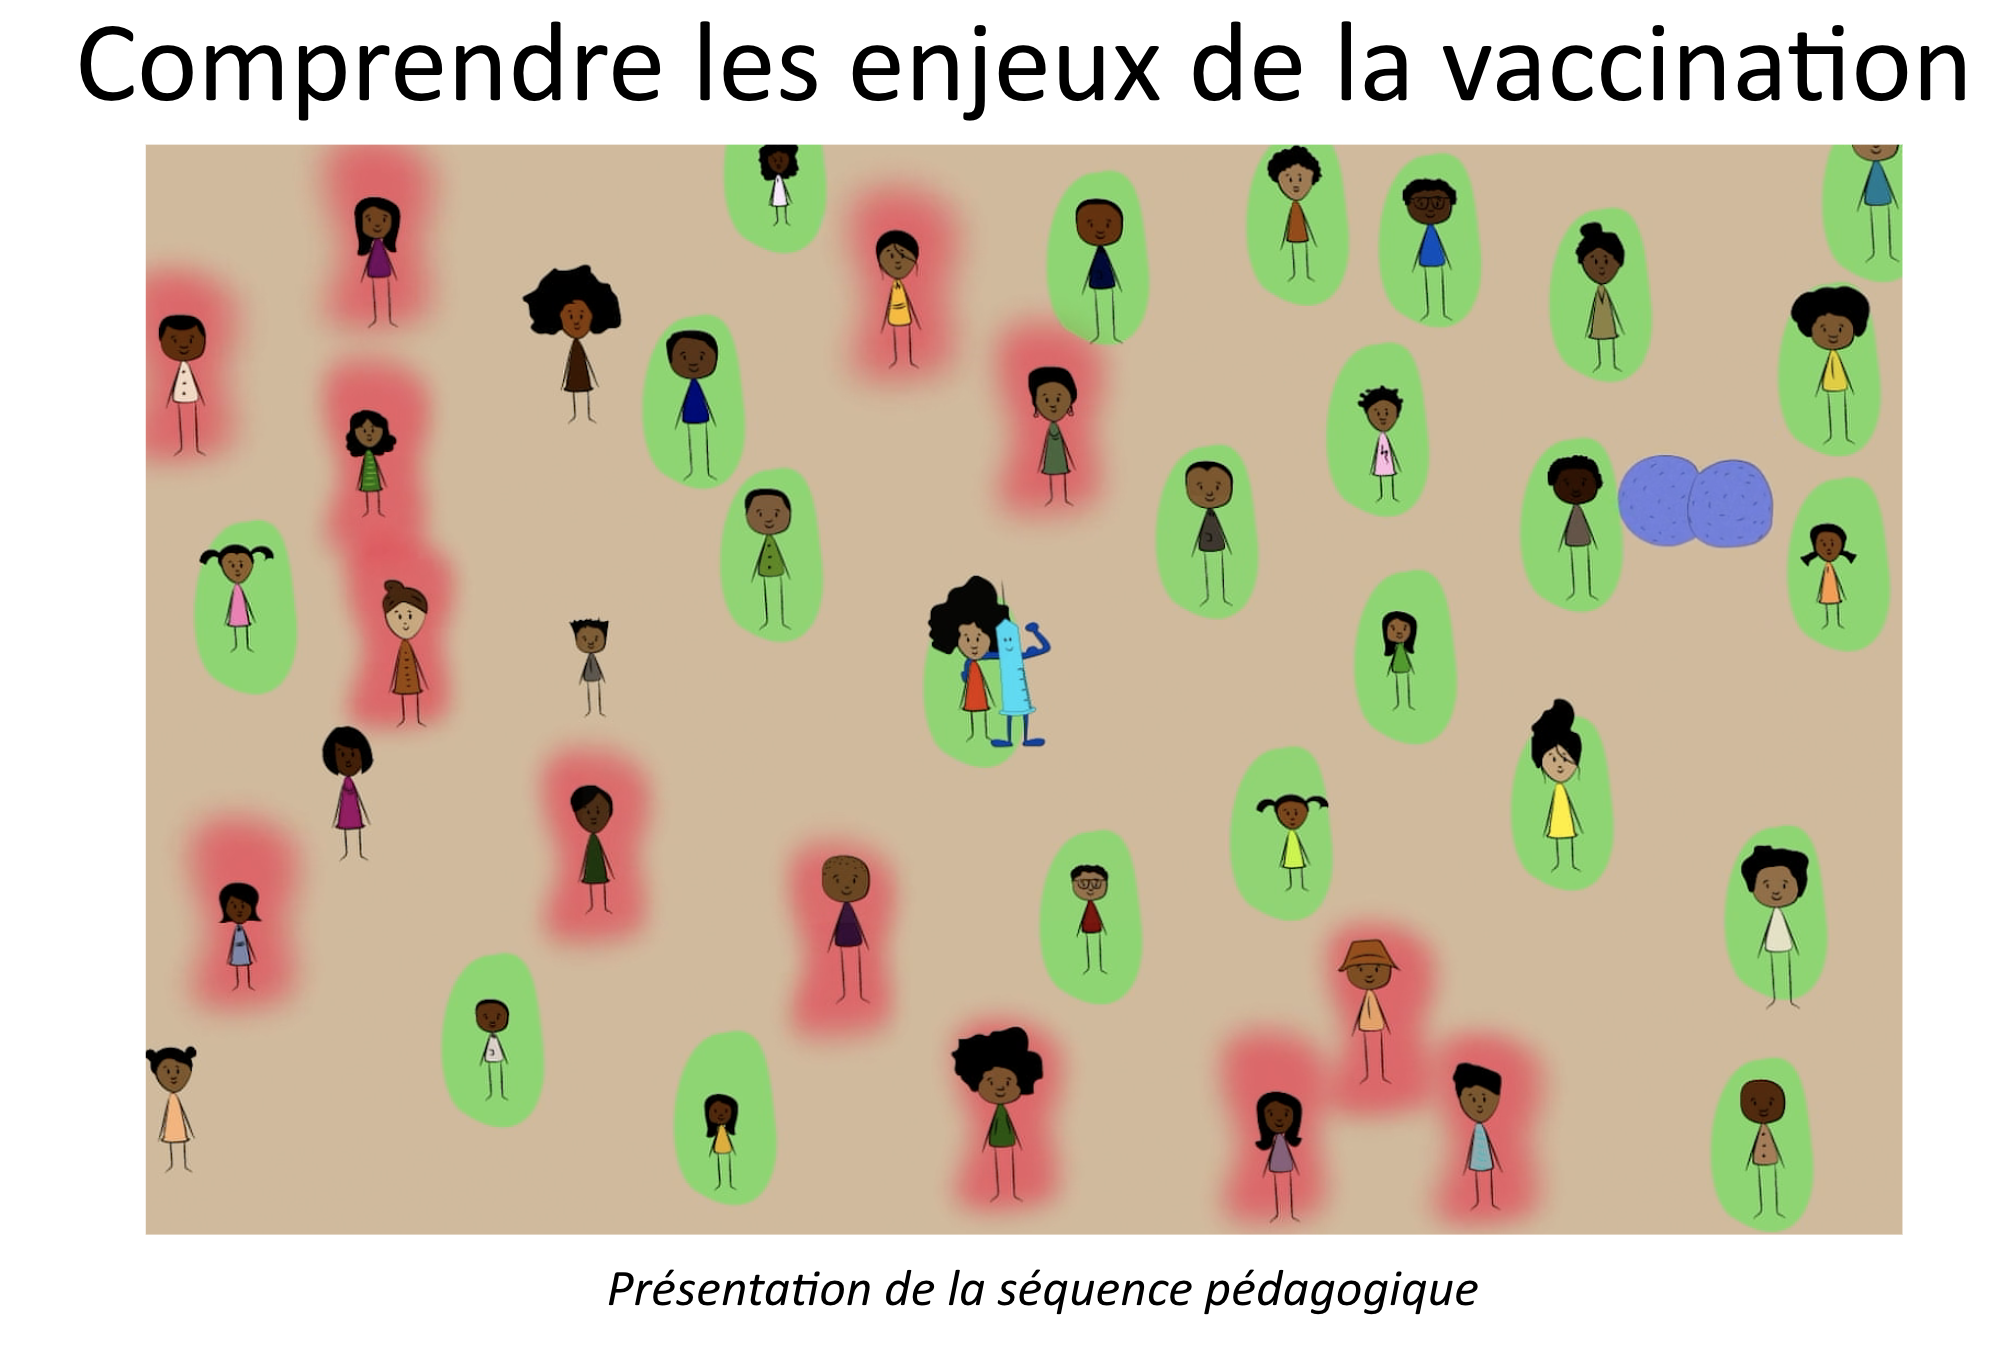 Comprendre les enjeux de la vaccination
Présentation de la séquence pédagogique